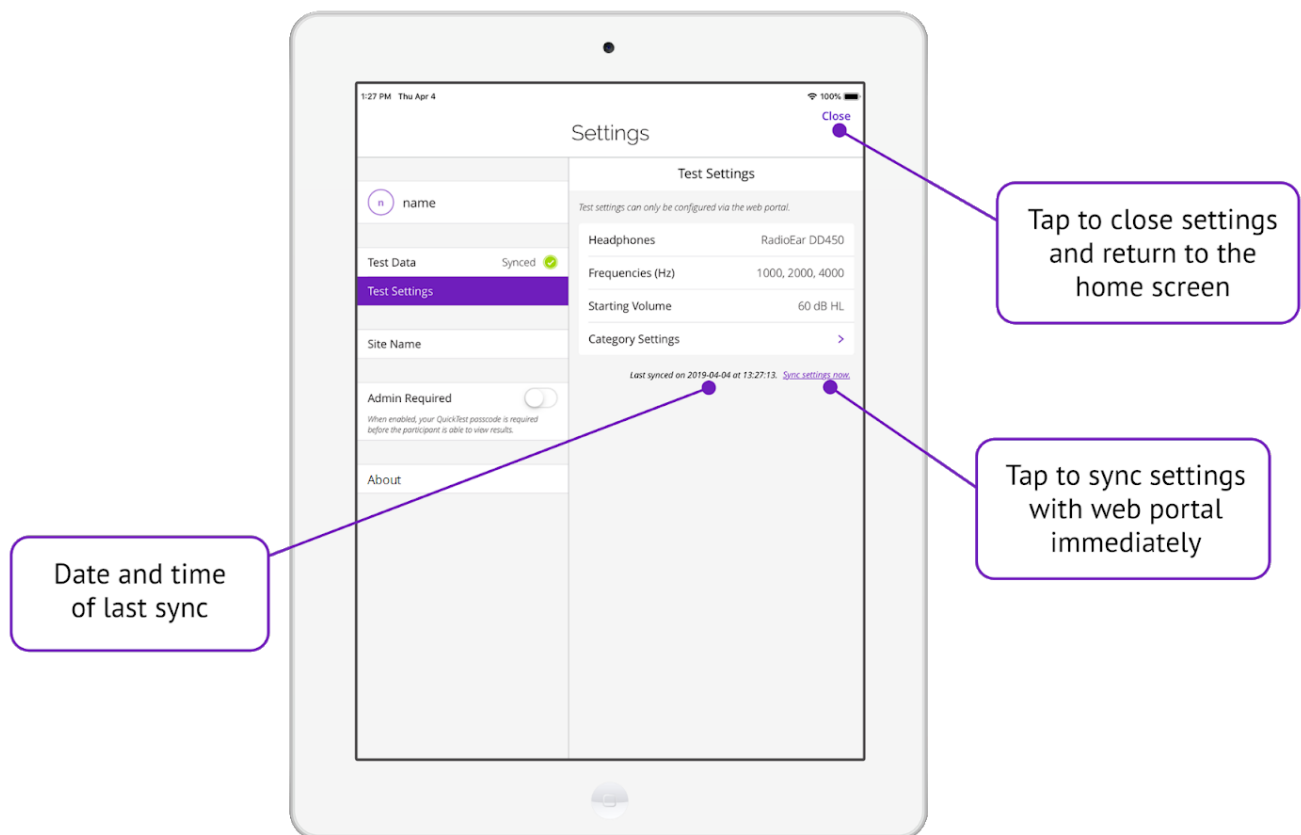 1:27 PM Thu Apr 4
100%
Close
Settings
n
name
Test Data
Synced
Test Settings
Site Name
Admin Required
When enabled, your QuickTest passcode is required
before the participant is able to view results.
About
Test Settings
Test settings can only be configured via the web portal.
Headphones
RadioEar DD450
Frequencies (Hz)
1000, 2000, 4000
Starting Volume
60 dB HL
Category Settings
Last synced on 2019-04-04 at 13:27:13. Sync settings now.
Tap to close settings
and return to the
home screen
Tap to sync settings
with web portal
immediately
Date and time
of last sync